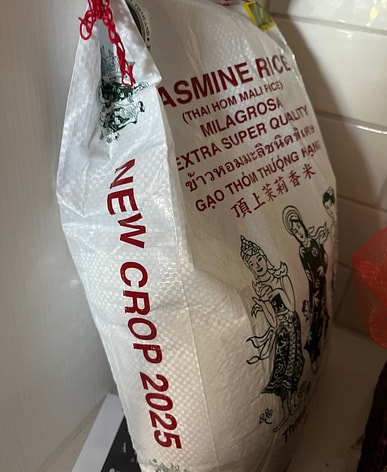 NEW CROP 2025
ASMINE RICE
(THAI HOM MALI RICE)
MILAGROSA
EXTRA SUPER QUALITY
ข้าวหอมมะลิชนิดพิเศษ
GẠO THƠM THƯỢNG HẠNG
頂上茉莉香米